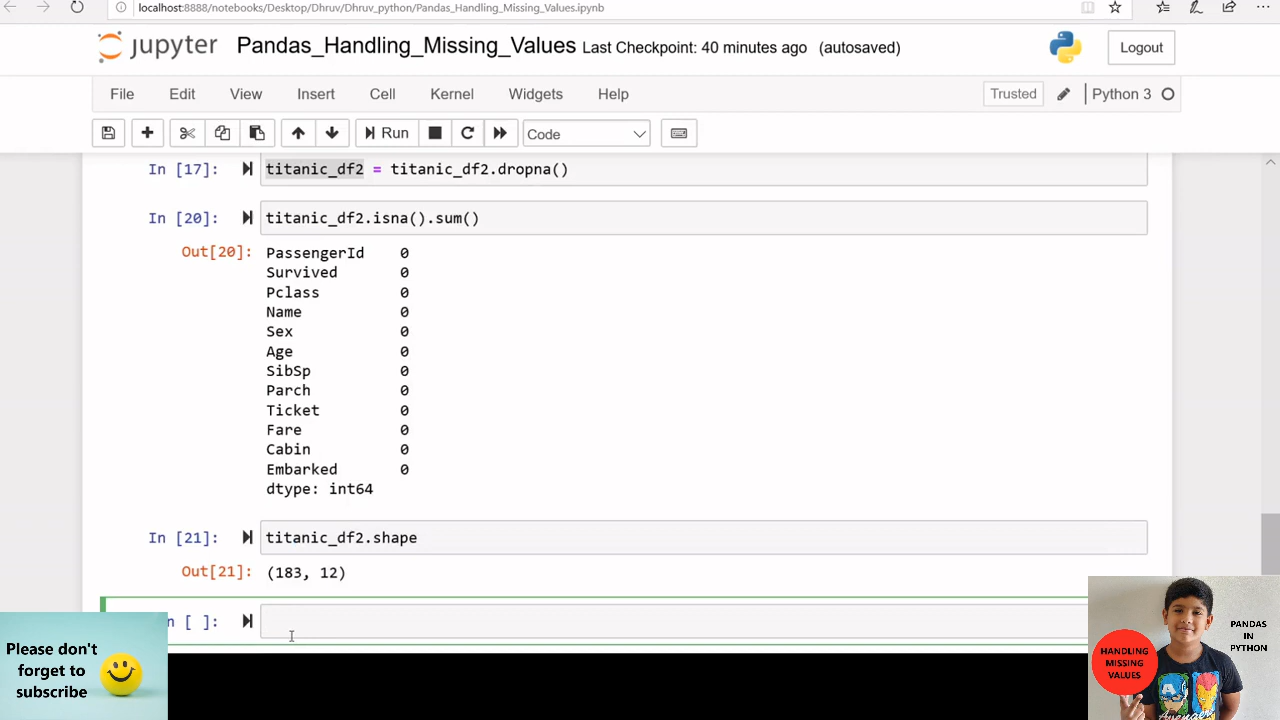 localhost:8888/notebooks/Desktop/Dhruv/Dhruv_python/Pandas_Handling_Missing_Values.ipynb
jupyter Pandas_Handling_Missing_Values Last Checkpoint: 40 minutes ago (autosaved) Logout
File Edit View Insert Cell Kernel Widgets Help Trusted Python 3
Run Code
In [17]: titanic_df2 = titanic_df2.dropna()
In [20]: titanic_df2.isna().sum()
Out[20]: PassengerId 0
Survived 0
Pclass 0
Name 0
Sex 0
Age 0
SibSp 0
Parch 0
Ticket 0
Fare 0
Cabin 0
Embarked 0
dtype: int64
In [21]: titanic_df2.shape
Out[21]: (183, 12)
n [ ]:
Please don't
forget to
subscribe
HANDLING
MISSING
VALUES
PANDAS
IN
PYTHON